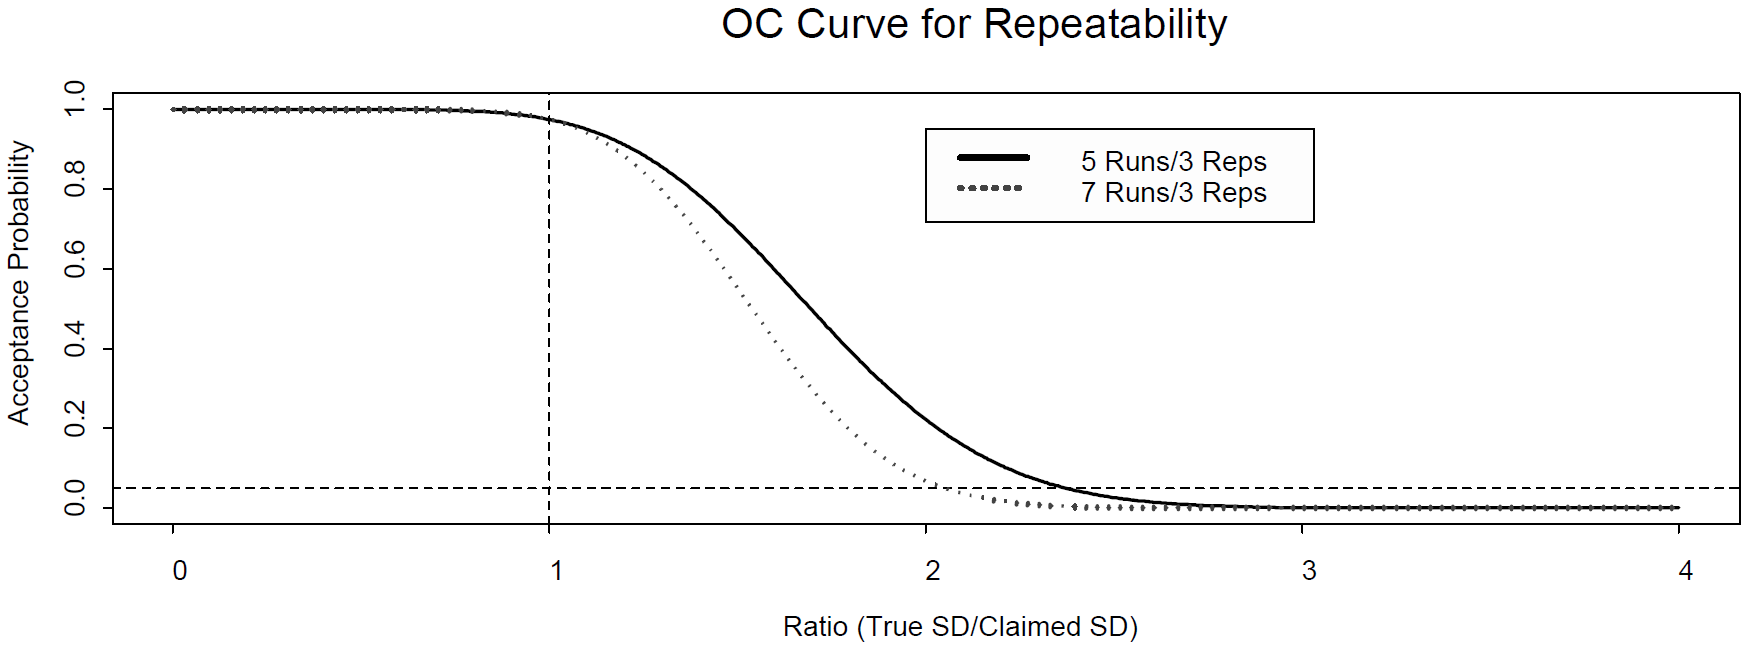 OC Curve for Repeatability
Acceptance Probability
1.0
0.8
0.6
0.4
0.2
0.0
5 Runs/3 Reps
7 Runs/3 Reps
0 1 2 3 4
Ratio (True SD/Claimed SD)